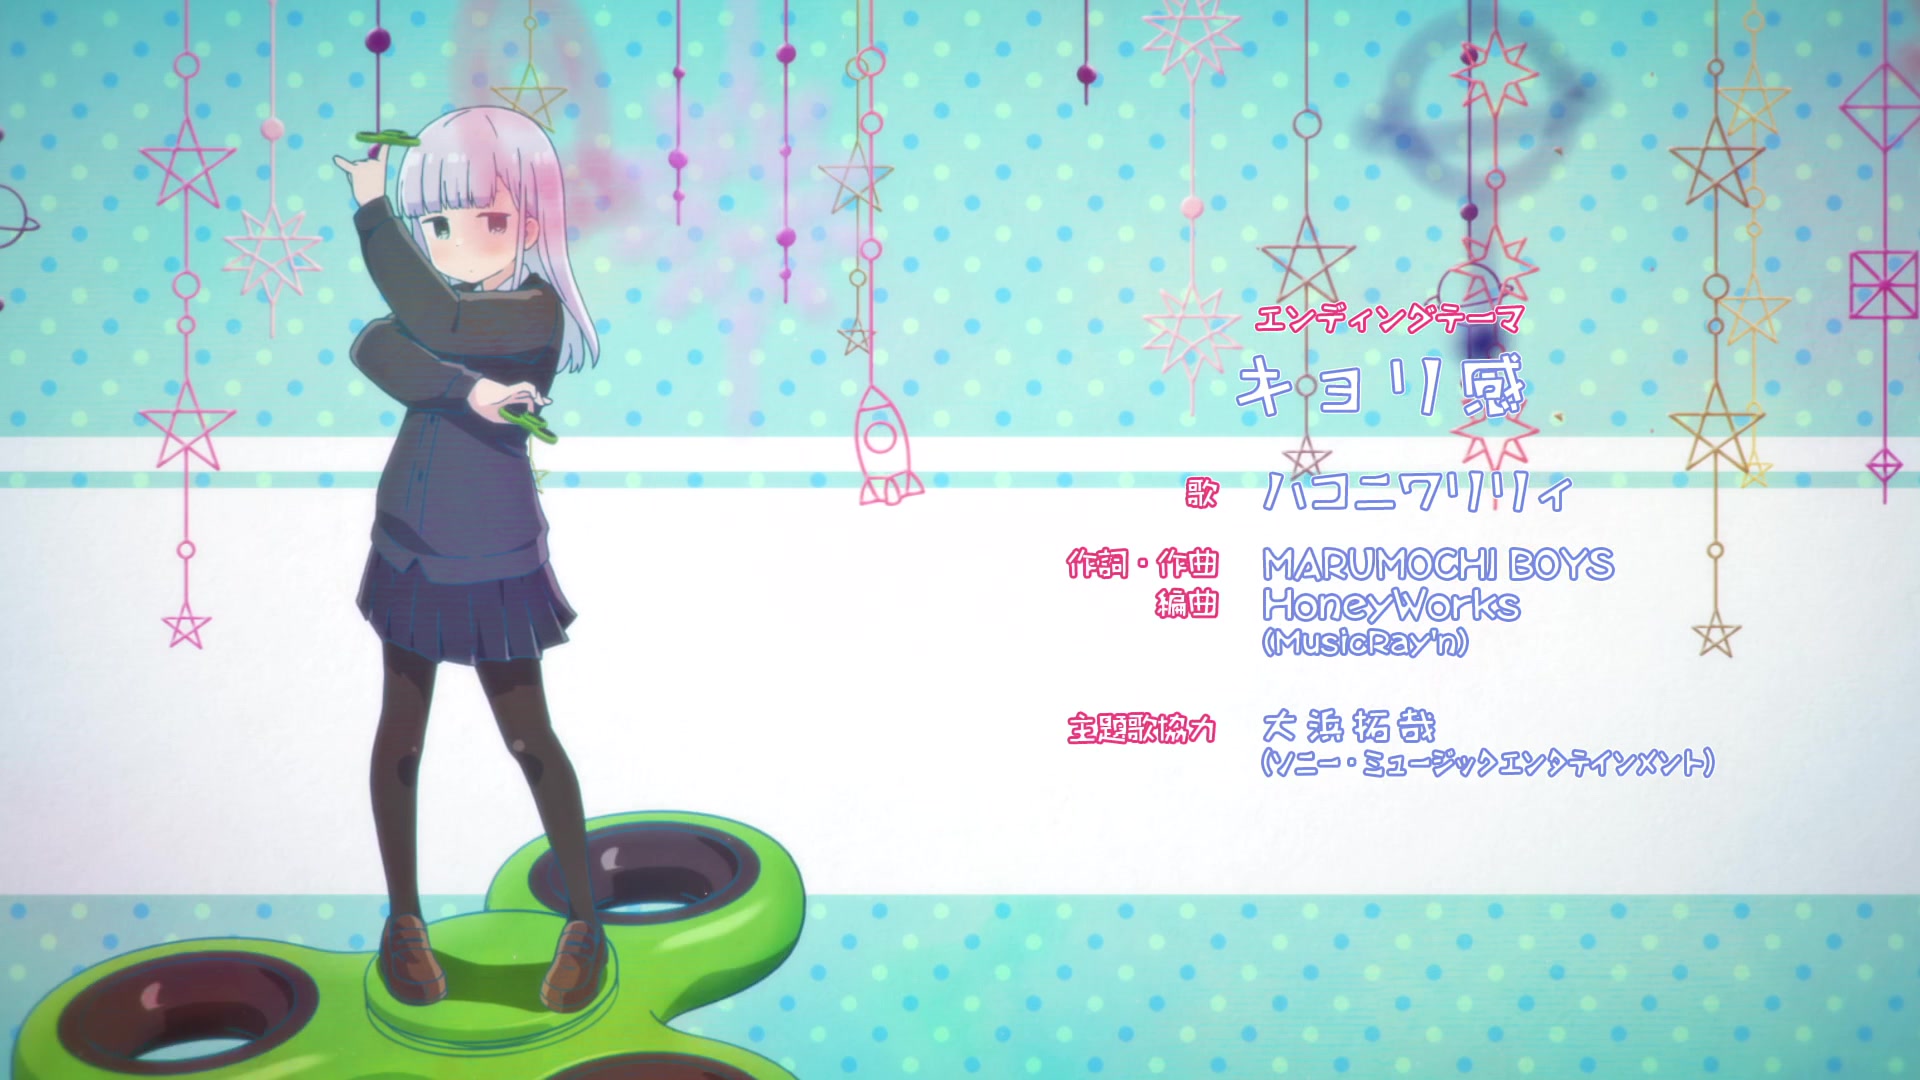 エンディングテーマ
キョリ感
歌 ハコニワリリィ
作詞・作曲 MARUMOCHI BOYS
編曲 HoneyWorks
(MusicRay'n)
主題歌協力 大浜拓哉
(ソニー・ミュージックエンタテインメント)